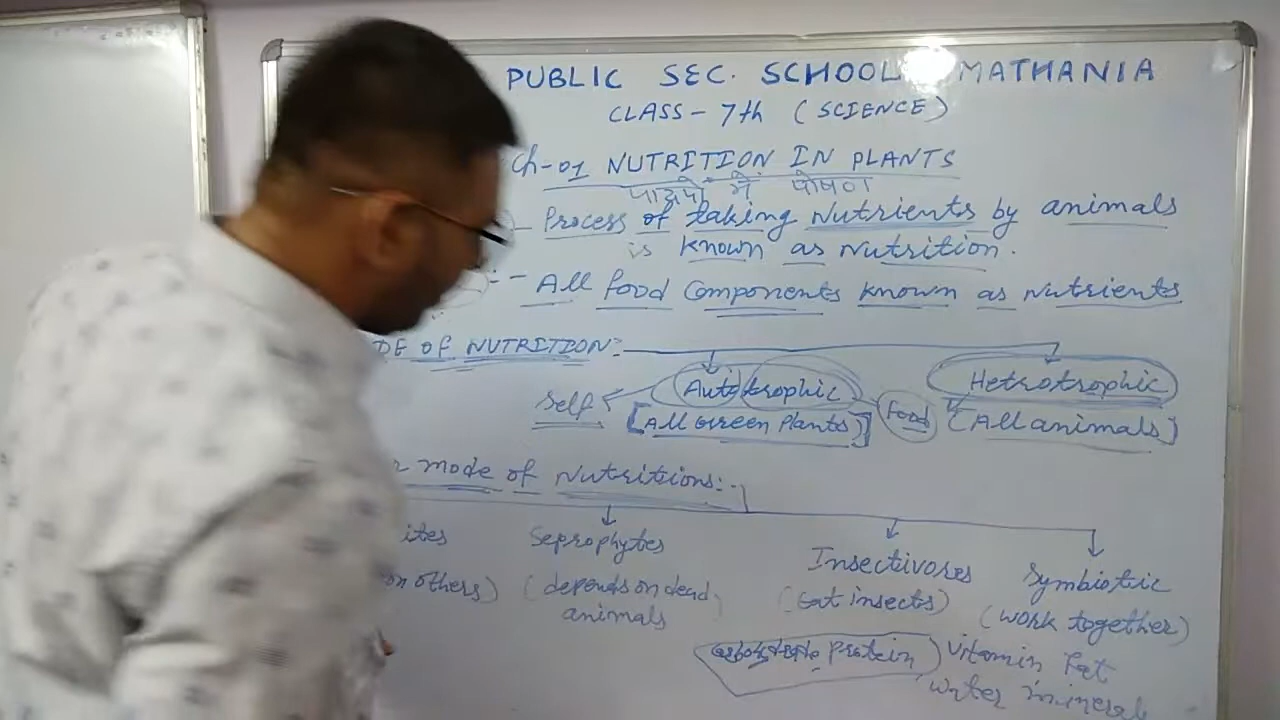 PUBLIC SEC. SCHOOL MATHANIA
CLASS - 7th (SCIENCE)
Ch-01 NUTRITION IN PLANTS
पादपों में पोषण
- Process of taking Nutrients by animals
is known as Nutrition.
:- - All food Components known as Nutrients
DE OF NUTRITION:-
Autotrophic Hetrotrophic
Self [All Green Plants] Food [All animals]
r mode of Nutritions:-
ites Seprophytes Insectivores Symbiotic
on others) (depends on dead animals) (Eat insects) (work together)
Protein Vitamin Fat
water minerals